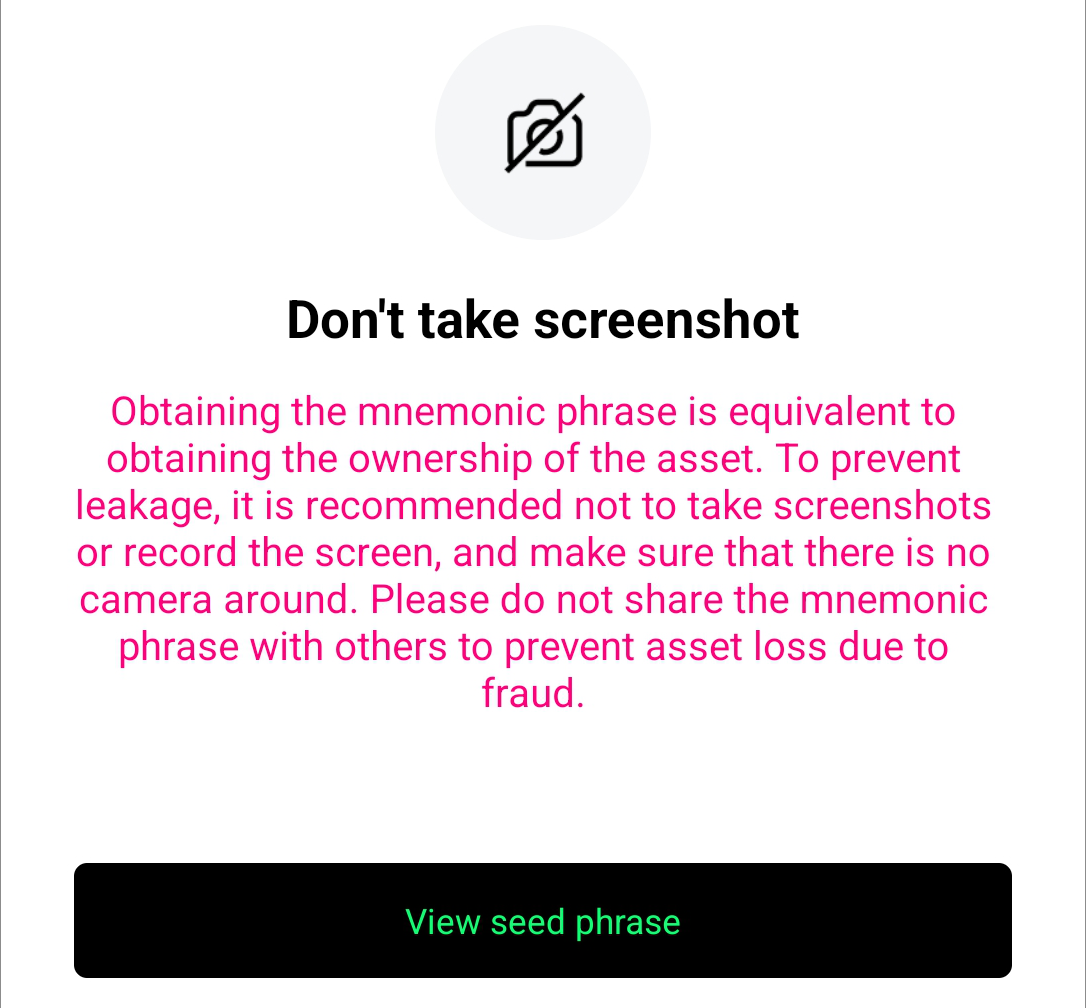 Don't take screenshot
Obtaining the mnemonic phrase is equivalent to
obtaining the ownership of the asset. To prevent
leakage, it is recommended not to take screenshots
or record the screen, and make sure that there is no
camera around. Please do not share the mnemonic
phrase with others to prevent asset loss due to
fraud.
View seed phrase